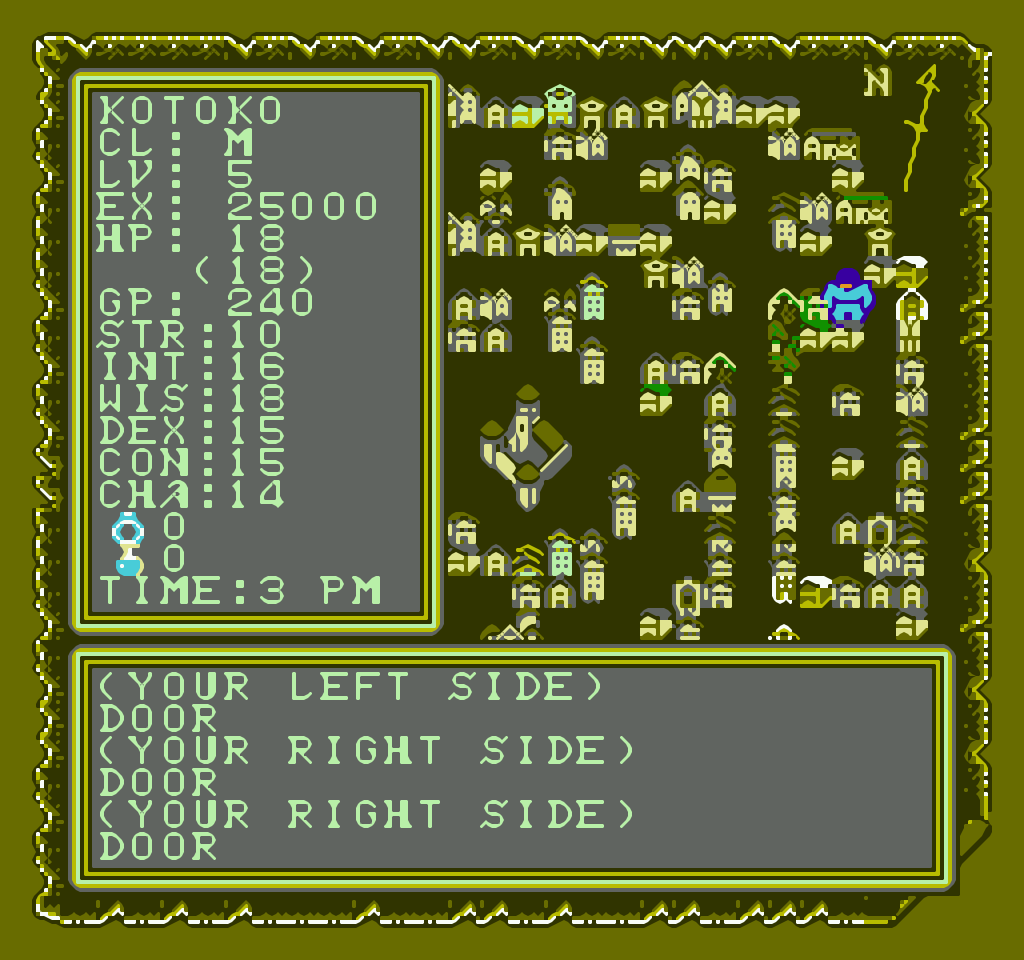 KOTOKO
CL: M
LV: 5
EX: 25000
HP: 18
(18)
GP: 240
STR:10
INT:16
WIS:18
DEX:15
CON:15
CHA:14
0
0
TIME:3 PM
N
(YOUR LEFT SIDE)
DOOR
(YOUR RIGHT SIDE)
DOOR
(YOUR RIGHT SIDE)
DOOR